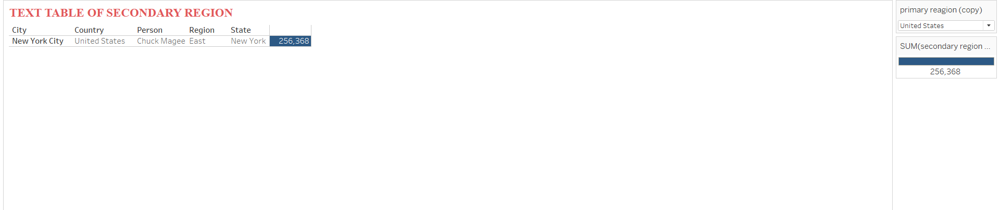 TEXT TABLE OF SECONDARY REGION
City Country Person Region State
New York City United States Chuck Magee East New York 256,368
primary reagion (copy)
United States
SUM(secondary region ...
256,368